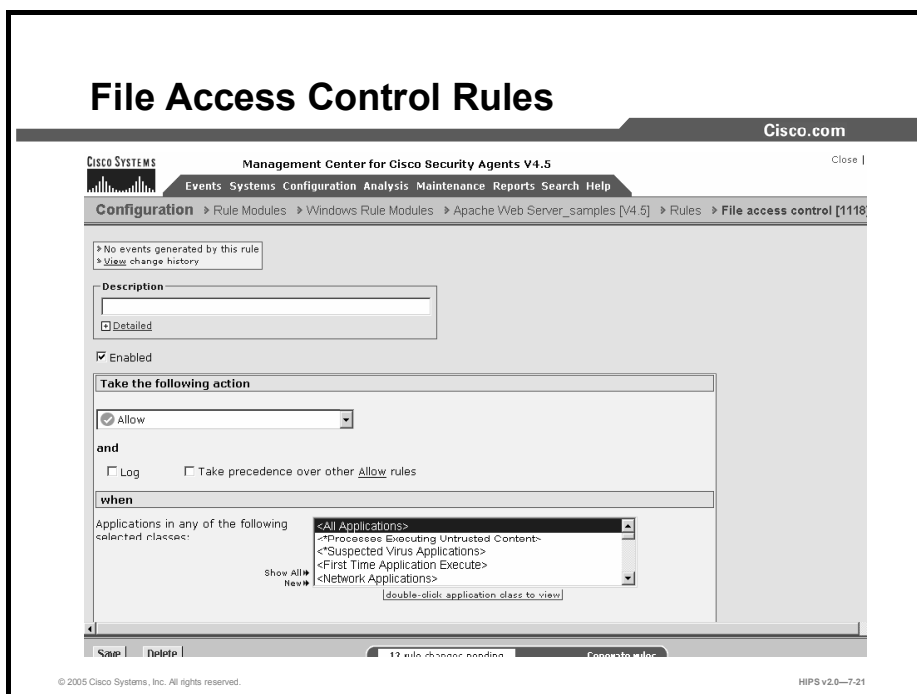 File Access Control Rules
Cisco.com
CISCO SYSTEMS
Management Center for Cisco Security Agents V4.5
Close |
Events Systems Configuration Analysis Maintenance Reports Search Help
Configuration > Rule Modules > Windows Rule Modules > Apache Web Server_samples [V4.5] > Rules > File access control [1118]
> No events generated by this rule
> View change history
Description
+ Detailed
Enabled
Take the following action
Allow
and
Log Take precedence over other Allow rules
when
Applications in any of the following selected classes:
<All Applications>
<*Processes Executing Untrusted Content>
<*Suspected Virus Applications>
<First Time Application Execute>
<Network Applications>
Show All
New
double-click application class to view
Save Delete 13 rule changes pending Generate rules
© 2005 Cisco Systems, Inc. All rights reserved.
HIPS v2.0—7-21